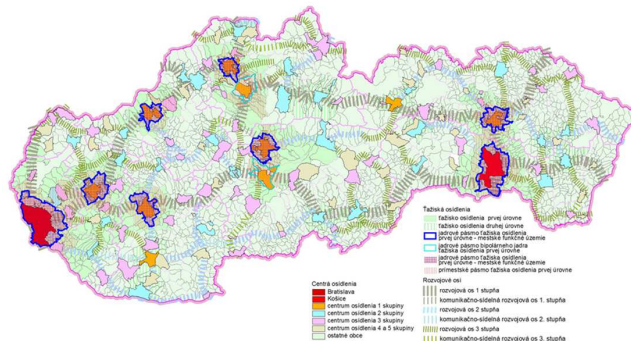 Ťažiská osídlenia
ťažisko osídlenia prvej úrovne
ťažisko osídlenia druhej úrovne
jadrové pásmo ťažiska osídlenia
prvej úrovne - mestské funkčné územie
jadrové pásmo bipolárneho jadra
ťažiska osídlenia prvej úrovne
jadrové pásmo ťažiska osídlenia
prvej úrovne - mestské funkčné územie
prímestské pásmo ťažiska osídlenia prvej úrovne
Centrá osídlenia
Bratislava
Košice
centrum osídlenia 1 skupiny
centrum osídlenia 2 skupiny
centrum osídlenia 3 skupiny
centrum osídlenia 4 a 5 skupiny
ostatné obce
Rozvojové osi
rozvojová os 1 stupňa
komunikačno-sídelná rozvojová os 1. stupňa
rozvojová os 2 stupňa
komunikačno-sídelná rozvojová os 2. stupňa
rozvojová os 3 stupňa
komunikačno-sídelná rozvojová os 3. stupňa